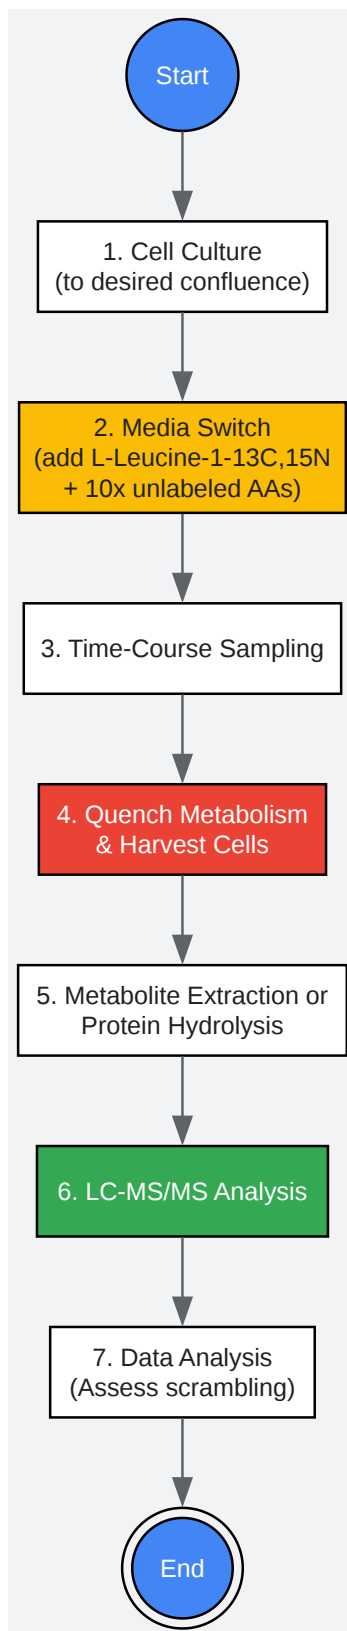 Start
1. Cell Culture
(to desired confluence)
2. Media Switch
(add L-Leucine-1-13C,15N
+ 10x unlabeled AAs)
3. Time-Course Sampling
4. Quench Metabolism
& Harvest Cells
5. Metabolite Extraction or
Protein Hydrolysis
6. LC-MS/MS Analysis
7. Data Analysis
(Assess scrambling)
End